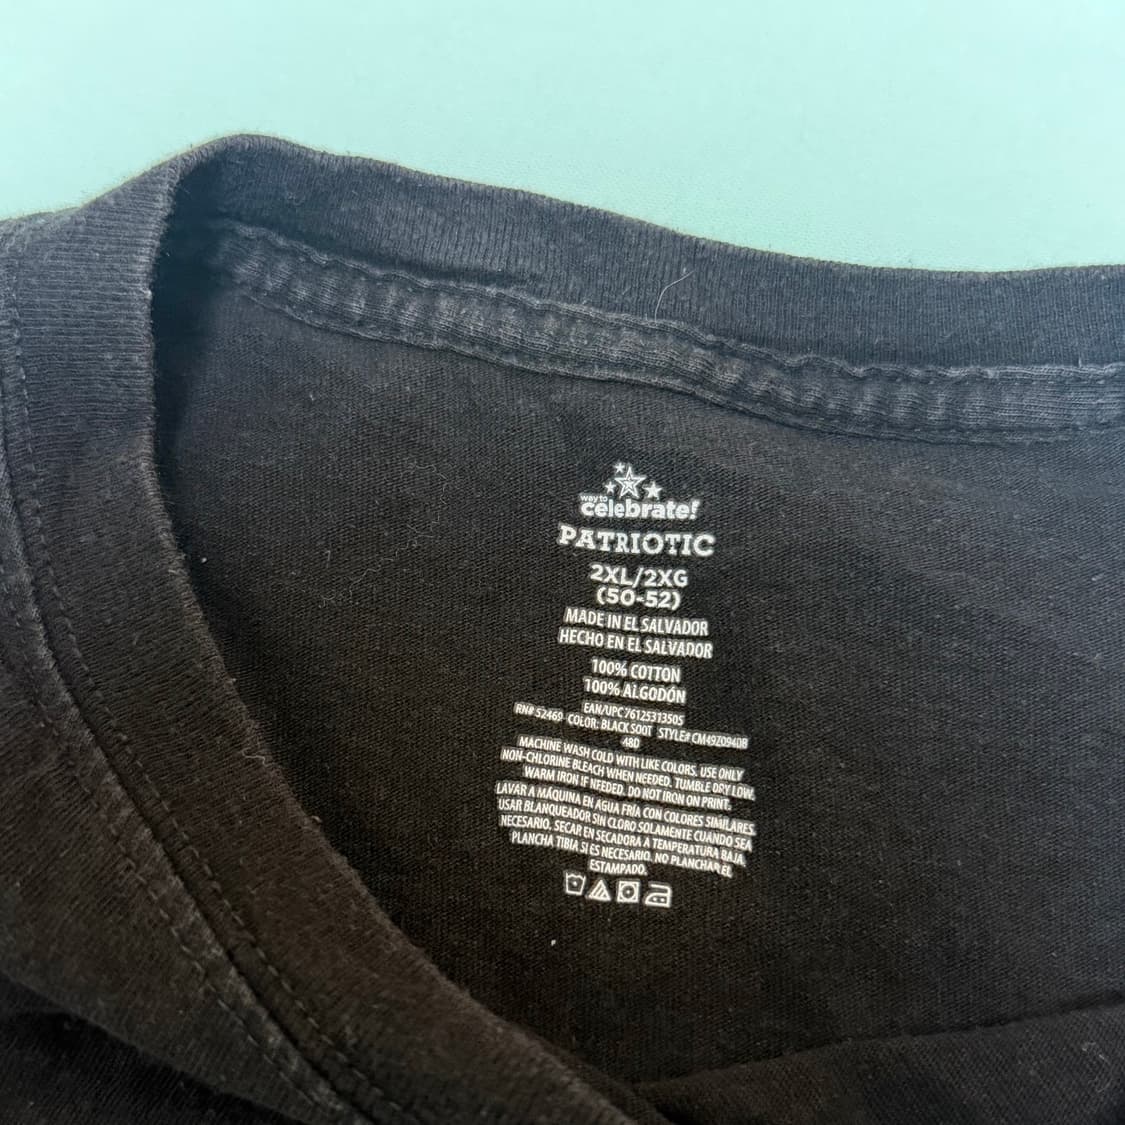 way to
celebrate!
PATRIOTIC
2XL/2XG
(50-52)
MADE IN EL SALVADOR
HECHO EN EL SALVADOR
100% COTTON
100% ALGODÓN
EAN/UPC 76125313505
RN# 52469 COLOR: BLACK SOOT STYLE# CM49Z094OB
48D
MACHINE WASH COLD WITH LIKE COLORS. USE ONLY
NON-CHLORINE BLEACH WHEN NEEDED. TUMBLE DRY LOW.
WARM IRON IF NEEDED. DO NOT IRON ON PRINT.
LAVAR A MÁQUINA EN AGUA FRÍA CON COLORES SIMILARES.
USAR BLANQUEADOR SIN CLORO SOLAMENTE CUANDO SEA
NECESARIO. SECAR EN SECADORA A TEMPERATURA BAJA.
PLANCHA TIBIA SI ES NECESARIO. NO PLANCHAR EL
ESTAMPADO.